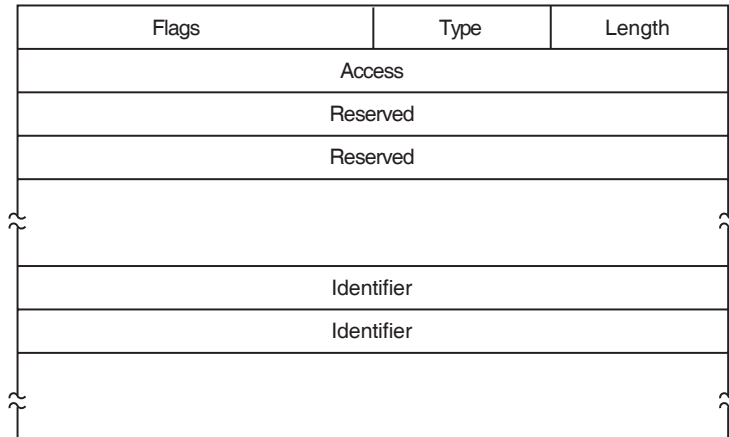 Flags Type Length
Access
Reserved
Reserved
Identifier
Identifier